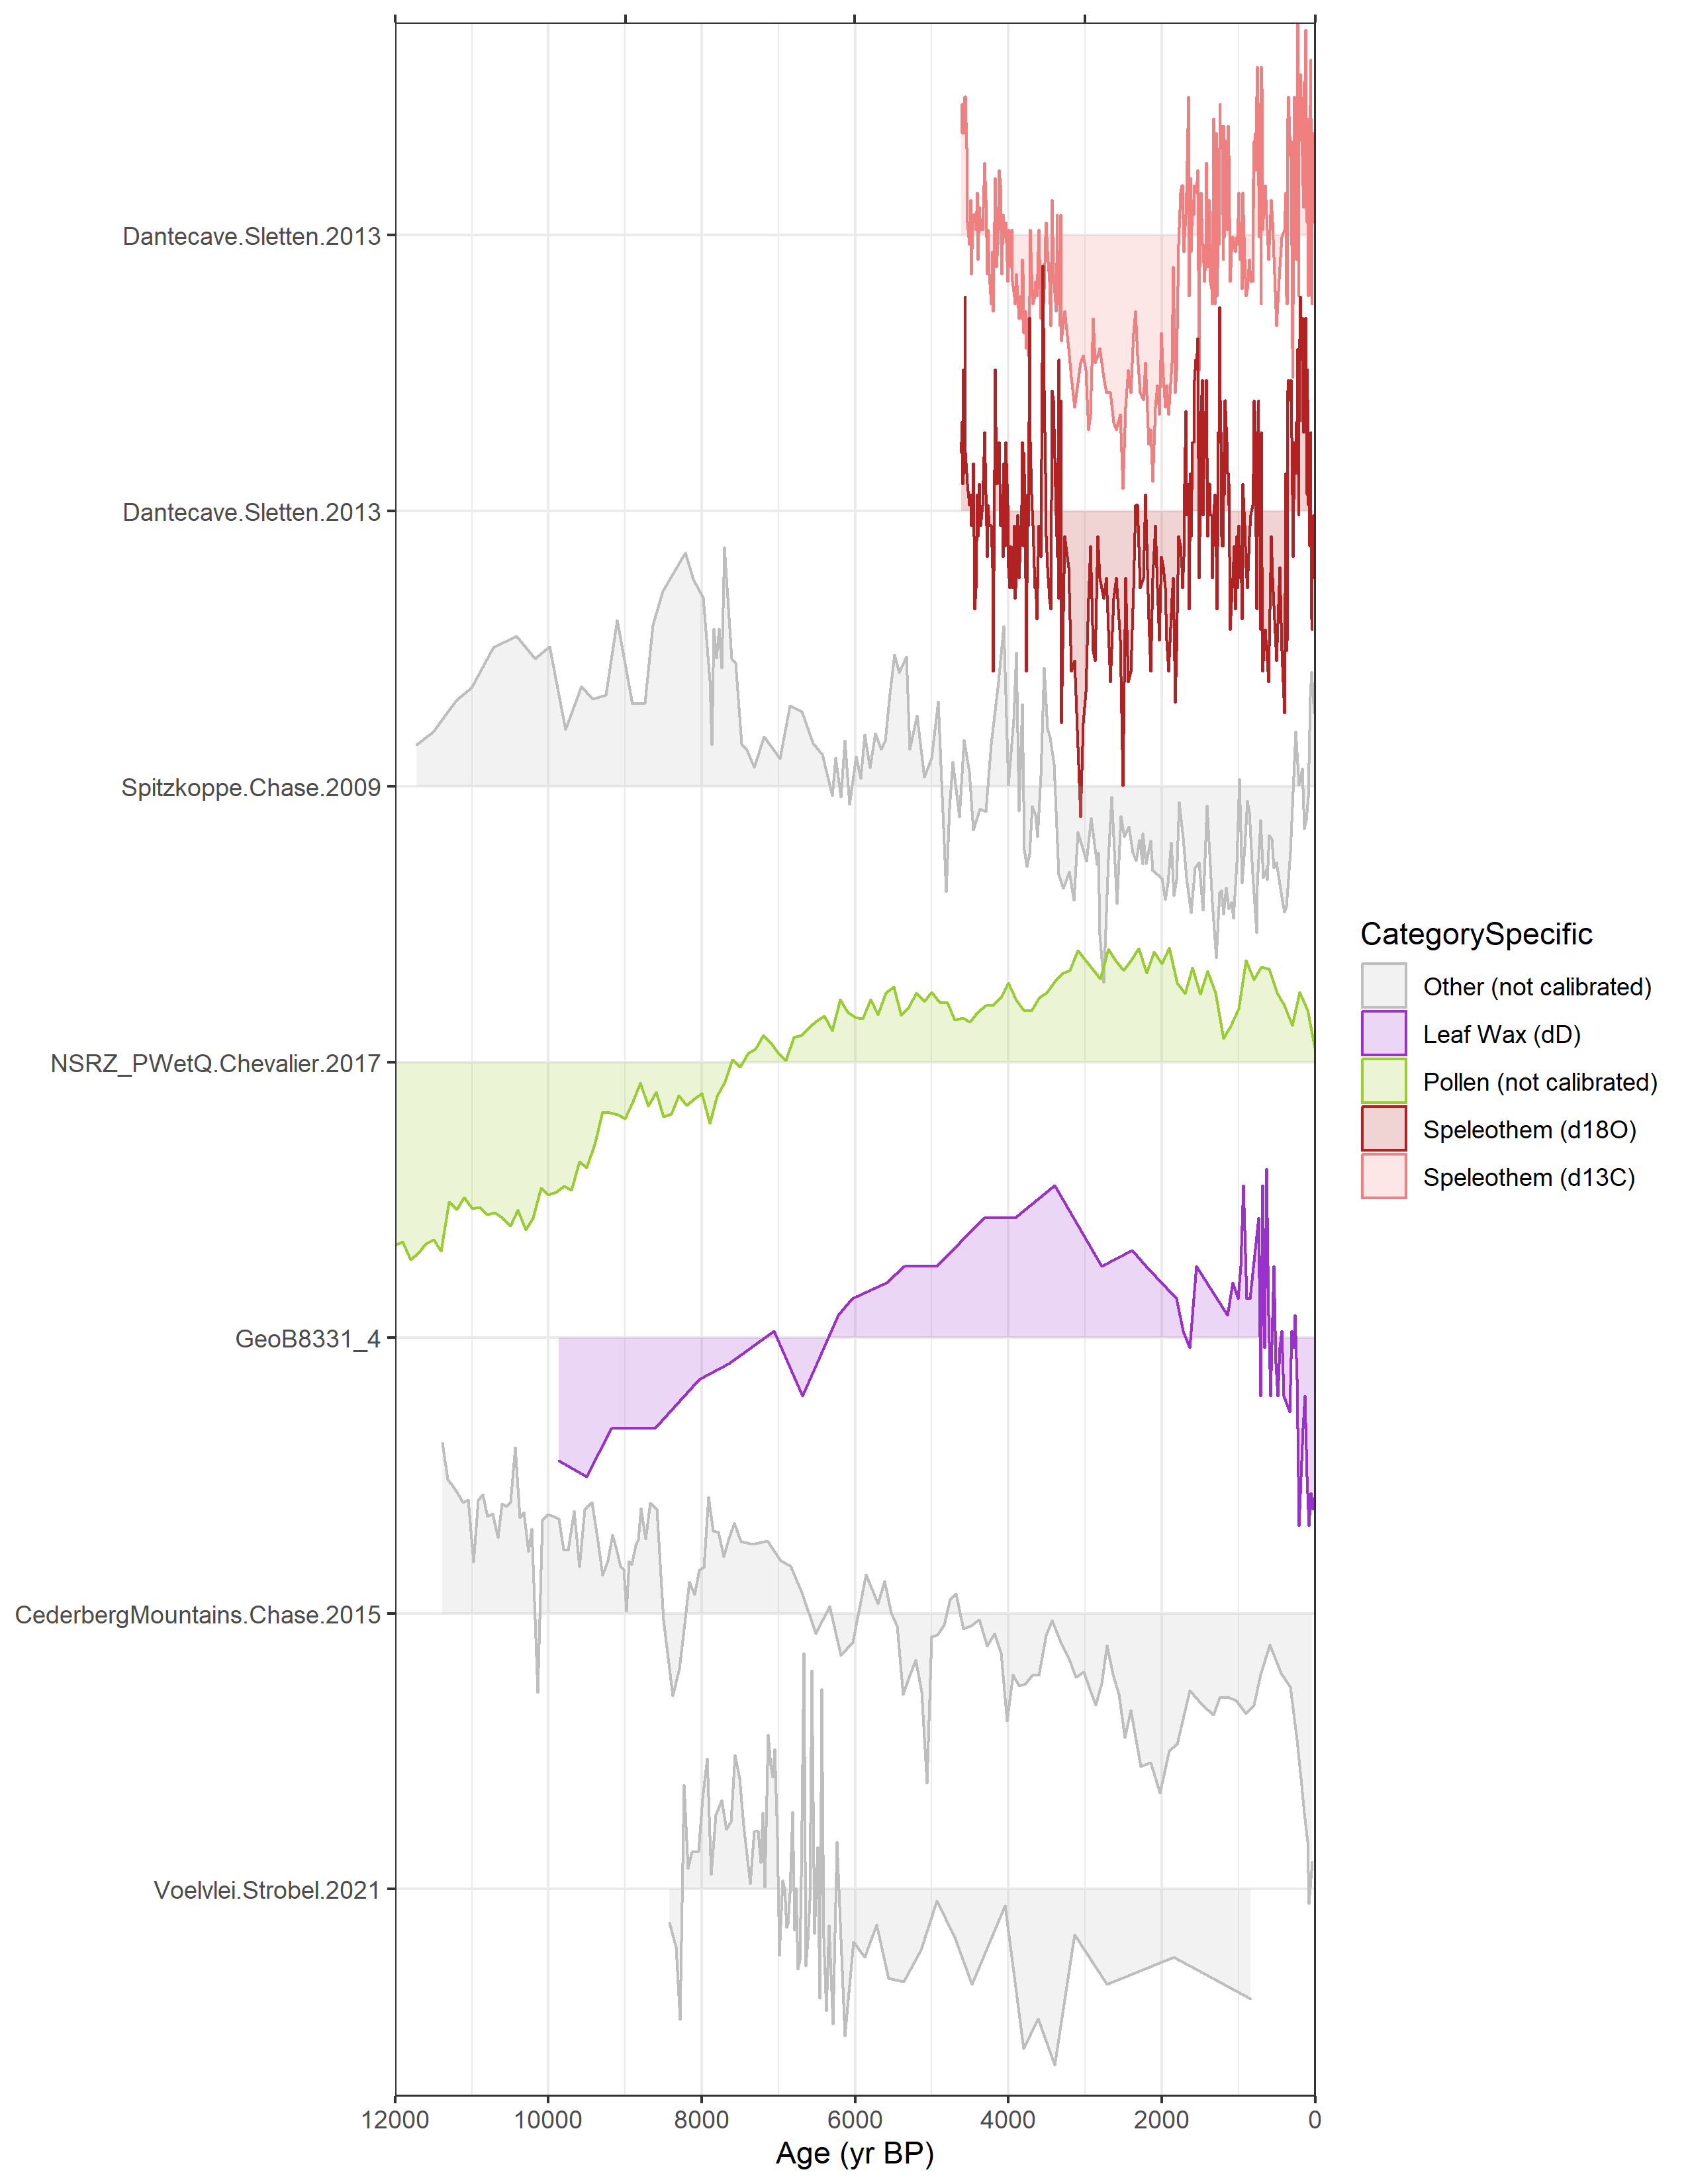 Dantecave.Sletten.2013
Dantecave.Sletten.2013
Spitzkoppe.Chase.2009
NSRZ_PWetQ.Chevalier.2017
GeoB8331_4
CederbergMountains.Chase.2015
Voelvlei.Strobel.2021
12000 10000 8000 6000 4000 2000 0
Age (yr BP)
CategorySpecific
Other (not calibrated)
Leaf Wax (dD)
Pollen (not calibrated)
Speleothem (d18O)
Speleothem (d13C)